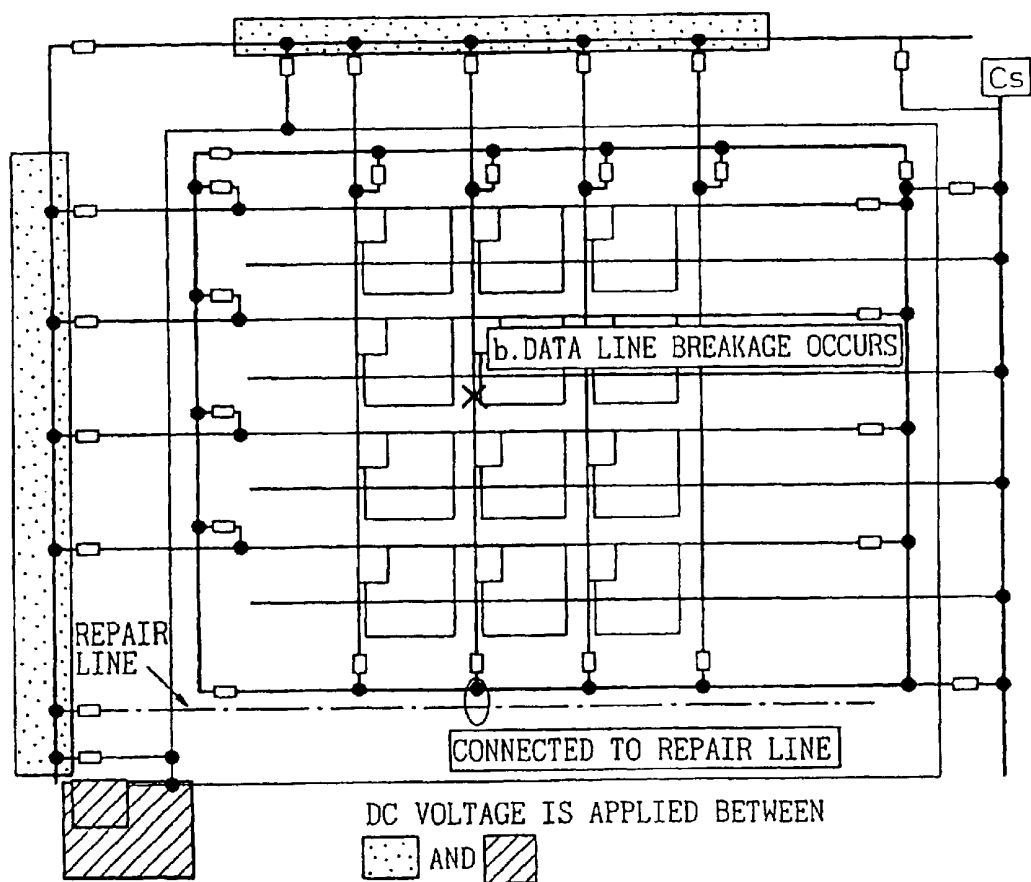 Cs
b.DATA LINE BREAKAGE OCCURS
REPAIR
LINE
CONNECTED TO REPAIR LINE
DC VOLTAGE IS APPLIED BETWEEN
AND